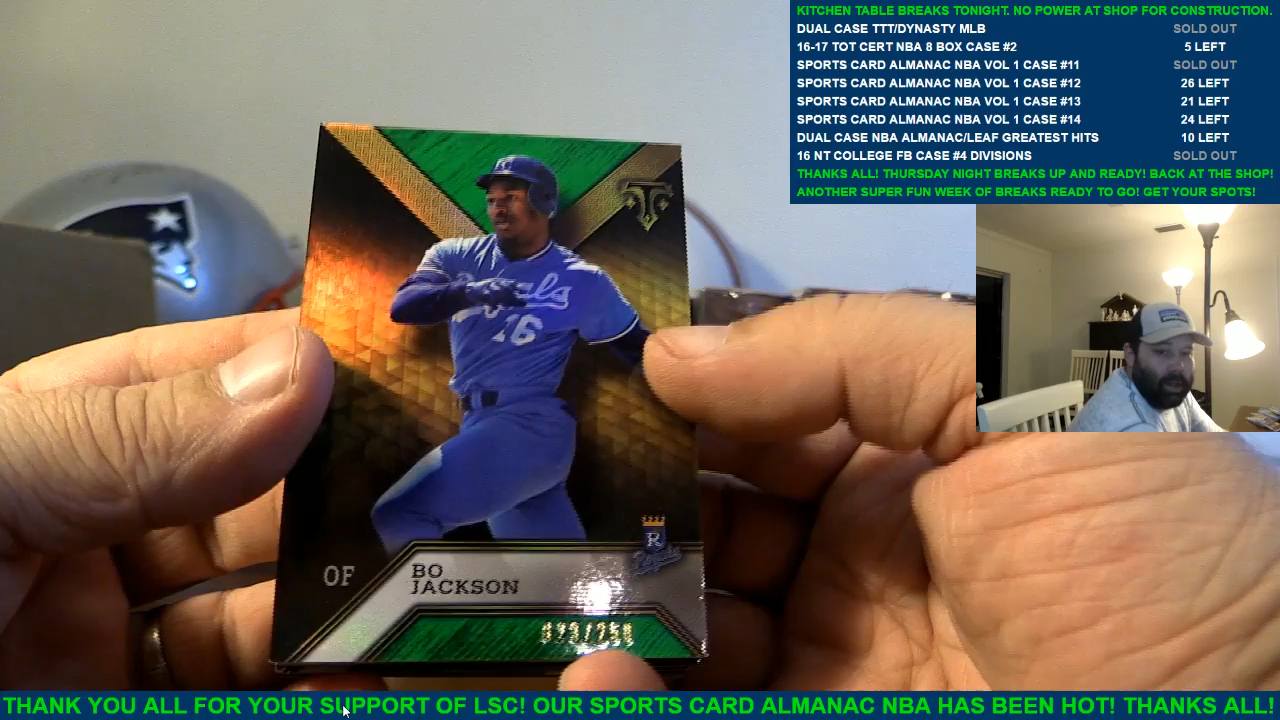 KITCHEN TABLE BREAKS TONIGHT. NO POWER AT SHOP FOR CONSTRUCTION.
DUAL CASE TTT/DYNASTY MLB SOLD OUT
16-17 TOT CERT NBA 8 BOX CASE #2 5 LEFT
SPORTS CARD ALMANAC NBA VOL 1 CASE #11 SOLD OUT
SPORTS CARD ALMANAC NBA VOL 1 CASE #12 26 LEFT
SPORTS CARD ALMANAC NBA VOL 1 CASE #13 21 LEFT
SPORTS CARD ALMANAC NBA VOL 1 CASE #14 24 LEFT
DUAL CASE NBA ALMANAC/LEAF GREATEST HITS 10 LEFT
16 NT COLLEGE FB CASE #4 DIVISIONS SOLD OUT
THANKS ALL! THURSDAY NIGHT BREAKS UP AND READY! BACK AT THE SHOP!
ANOTHER SUPER FUN WEEK OF BREAKS READY TO GO! GET YOUR SPOTS!
Royals
16
R
Royals
OF
BO
JACKSON
THANK YOU ALL FOR YOUR SUPPORT OF LSC! OUR SPORTS CARD ALMANAC NBA HAS BEEN HOT! THANKS ALL!